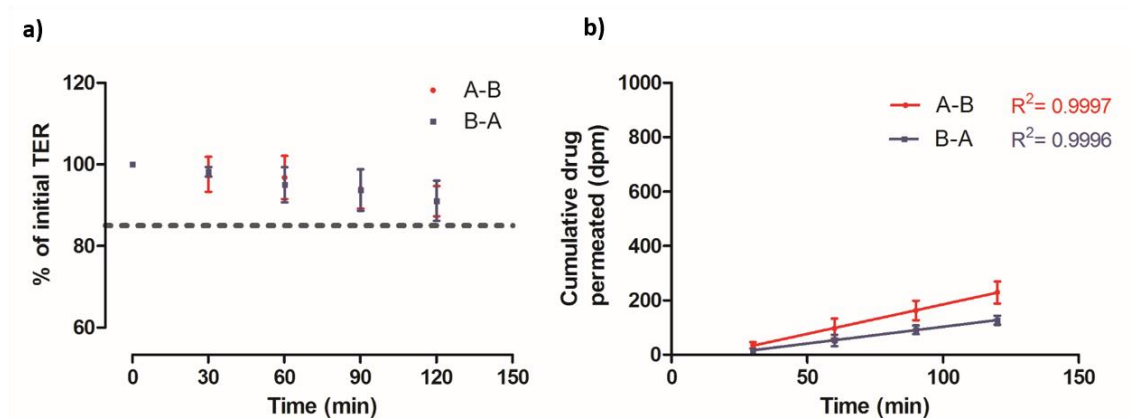 a)
% of initial TER
120
100
80
60
0 30 60 90 120 150
Time (min)
A-B
B-A
b)
Cumulative drug
permeated (dpm)
1000
800
600
400
200
0
0 50 100 150
Time (min)
A-B R²= 0.9997
B-A R²= 0.9996